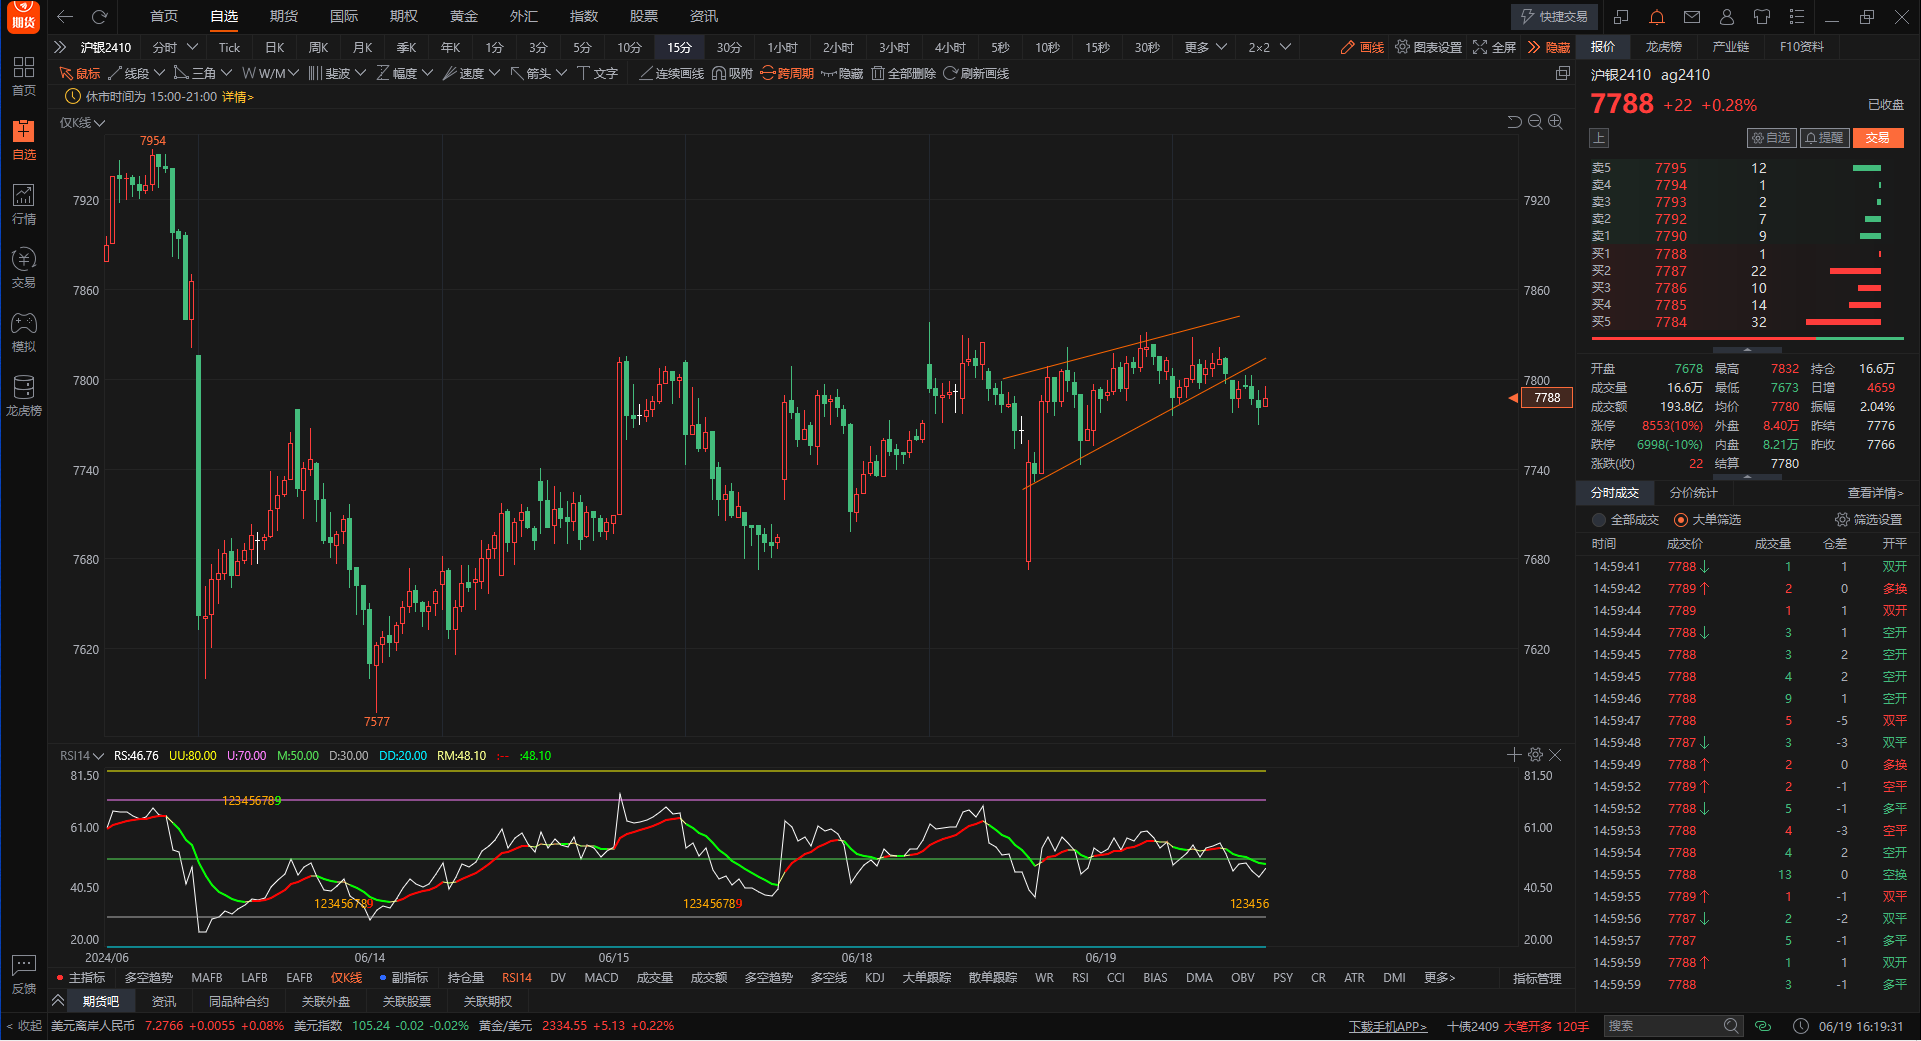 期货 首页 自选 期货 国际 期权 黄金 外汇 指数 股票 资讯 快捷交易
沪银2410 分时 Tick 日K 周K 月K 季K 年K 1分 3分 5分 10分 15分 30分 1小时 2小时 3小时 4小时 5秒 10秒 15秒 30秒 更多 2×2 画线 图表设置 全屏 隐藏 报价 龙虎榜 产业链 F10资料
鼠标 线段 三角 W/M 斐波 幅度 速度 箭头 文字 连续画线 吸附 跨周期 隐藏 全部删除 刷新画线
休市时间为 15:00-21:00 详情>
仅K线
首页
自选
行情
交易
模拟
龙虎榜
反馈
< 收起
7954
7920 7920
7860 7860
7800 7800
7788
7740 7740
7680 7680
7620 7620
7577
RSI14 RS:46.76 UU:80.00 U:70.00 M:50.00 D:30.00 DD:20.00 RM:48.10 :-- :48.10
81.50 81.50
123456789
61.00 61.00
40.50 40.50
123456789 123456789 123456
20.00 20.00
2024/06 06/14 06/15 06/18 06/19
主指标 多空趋势 MAFB LAFB EAFB 仅K线 副指标 持仓量 RSI14 DV MACD 成交量 成交额 多空趋势 多空线 KDJ 大单跟踪 散单跟踪 WR RSI CCI BIAS DMA OBV PSY CR ATR DMI 更多> 指标管理
期货吧 资讯 同品种合约 关联外盘 关联股票 关联期权
沪银2410 ag2410
7788 +22 +0.28% 已收盘
上 自选 提醒 交易
卖5 7795 12
卖4 7794 1
卖3 7793 2
卖2 7792 7
卖1 7790 9
买1 7788 1
买2 7787 22
买3 7786 10
买4 7785 14
买5 7784 32
开盘 7678 最高 7832 持仓 16.6万
成交量 16.6万 最低 7673 日增 4659
成交额 193.8亿 均价 7780 振幅 2.04%
涨停 8553(10%) 外盘 8.40万 昨结 7776
跌停 6998(-10%) 内盘 8.21万 昨收 7766
涨跌(收) 22 结算 7780
分时成交 分价统计 查看详情>
全部成交 大单筛选 筛选设置
时间 成交价 成交量 仓差 开平
14:59:41 7788↓ 1 1 双开
14:59:42 7789↑ 2 0 多换
14:59:44 7789 1 1 双开
14:59:44 7788↓ 3 1 空开
14:59:45 7788 3 2 空开
14:59:45 7788 4 2 空开
14:59:46 7788 9 1 空开
14:59:47 7788 5 -5 双平
14:59:48 7787↓ 3 -3 双平
14:59:49 7788↑ 2 0 多换
14:59:52 7789↑ 2 -1 空平
14:59:52 7788↓ 5 -1 多平
14:59:53 7788 4 -3 空平
14:59:54 7788 4 2 空开
14:59:55 7788 13 0 空换
14:59:55 7789↑ 1 -1 双平
14:59:56 7787↓ 2 -2 双平
14:59:57 7787 5 -1 多平
14:59:59 7788↑ 1 1 双开
14:59:59 7788 3 -1 多平
美元离岸人民币 7.2766 +0.0055 +0.08% 美元指数 105.24 -0.02 -0.02% 黄金/美元 2334.55 +5.13 +0.22% 下载手机APP> 十债2409 大笔开多 120手 搜索 06/19 16:19:31